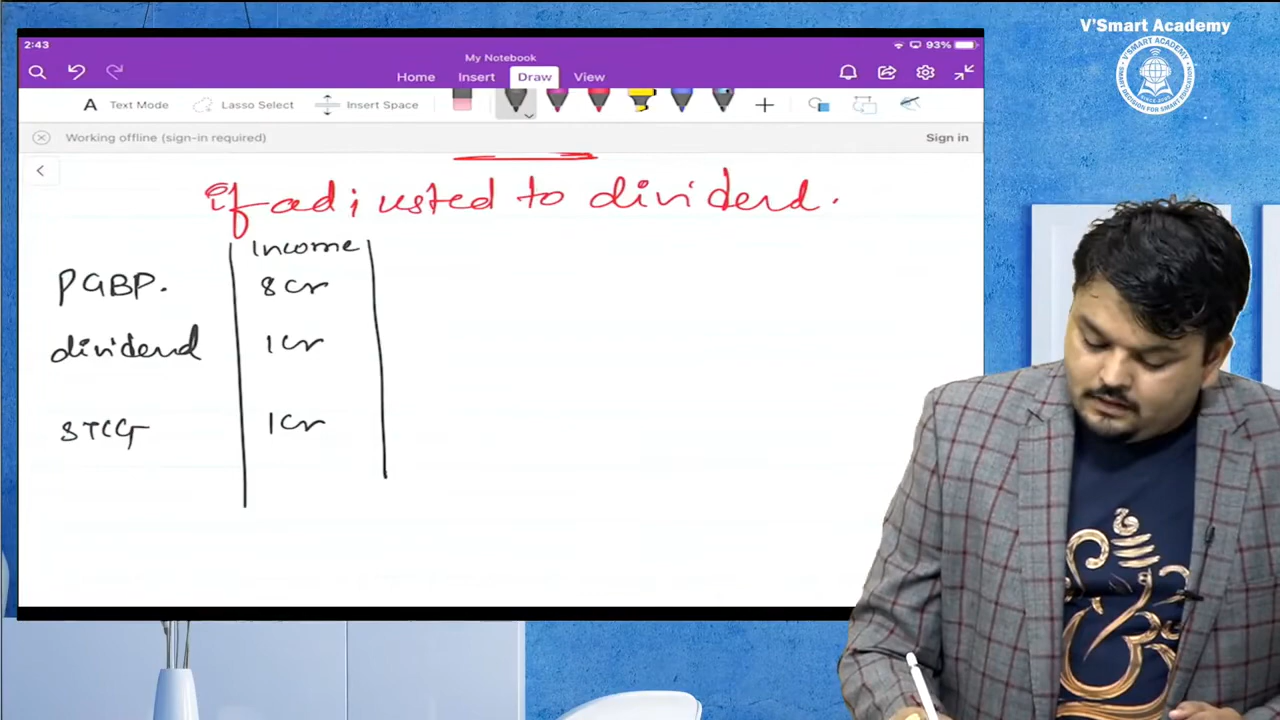 V'Smart Academy
2:43
93%
My Notebook
Home Insert Draw View
A Text Mode Lasso Select Insert Space
Working offline (sign-in required) Sign in
if adjusted to dividend.
Income
PGBP. 8 Cr
dividend 1 Cr
STCG 1 Cr